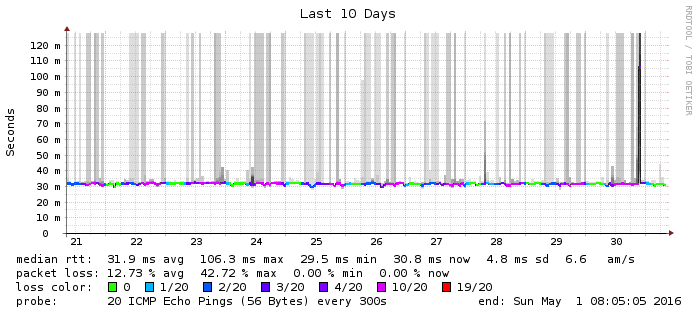 Last 10 Days
RRDTOOL / TOBI OETIKER
Seconds
120 m
110 m
100 m
90 m
80 m
70 m
60 m
50 m
40 m
30 m
20 m
10 m
0
21 22 23 24 25 26 27 28 29 30
median rtt: 31.9 ms avg 106.3 ms max 29.5 ms min 30.8 ms now 4.8 ms sd 6.6 am/s
packet loss: 12.73 % avg 42.72 % max 0.00 % min 0.00 % now
loss color: 0 1/20 2/20 3/20 4/20 10/20 19/20
probe: 20 ICMP Echo Pings (56 Bytes) every 300s end: Sun May 1 08:05:05 2016